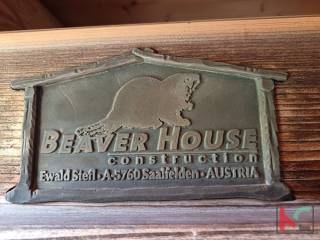 BEAVER HOUSE
construction
Ewald Stefl • A-5760 Saalfelden • AUSTRIA